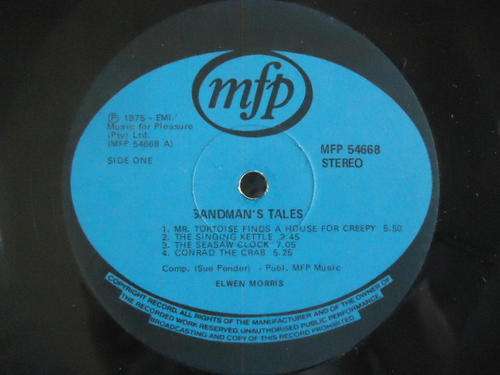 mfp
℗ 1975 - EMI
Music for Pleasure
(Pty) Ltd.
(MFP 54668 A)
SIDE ONE
MFP 54668
STEREO
SANDMAN'S TALES
1. MR. TORTOISE FINDS A HOUSE FOR CREEPY 5.50
2. THE SINGING KETTLE 2.45
3. THE SEASAW CLOCK 7.05
4. CONRAD THE CRAB 5.25
Comp. (Sue Ponder) - Publ. MFP Music
ELWEN MORRIS
COPYRIGHT RECORD. ALL RIGHTS OF THE MANUFACTURER AND OF THE OWNER OF
THE RECORDED WORK RESERVED. UNAUTHORISED PUBLIC PERFORMANCE,
BROADCASTING AND COPY OF THIS RECORD PROHIBITED.